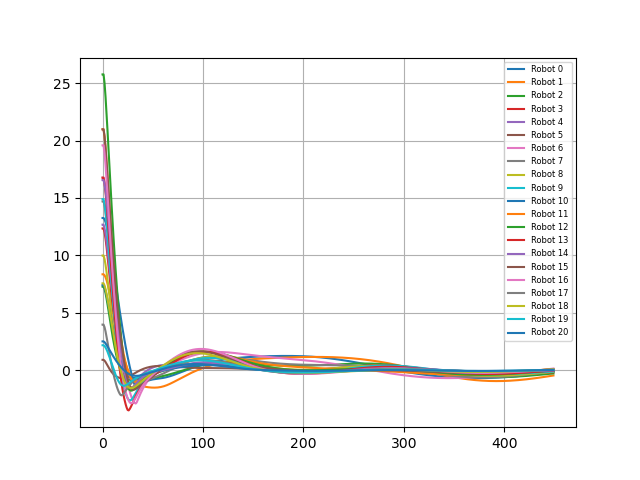 25
20
15
10
5
0
0 100 200 300 400
Robot 0
Robot 1
Robot 2
Robot 3
Robot 4
Robot 5
Robot 6
Robot 7
Robot 8
Robot 9
Robot 10
Robot 11
Robot 12
Robot 13
Robot 14
Robot 15
Robot 16
Robot 17
Robot 18
Robot 19
Robot 20